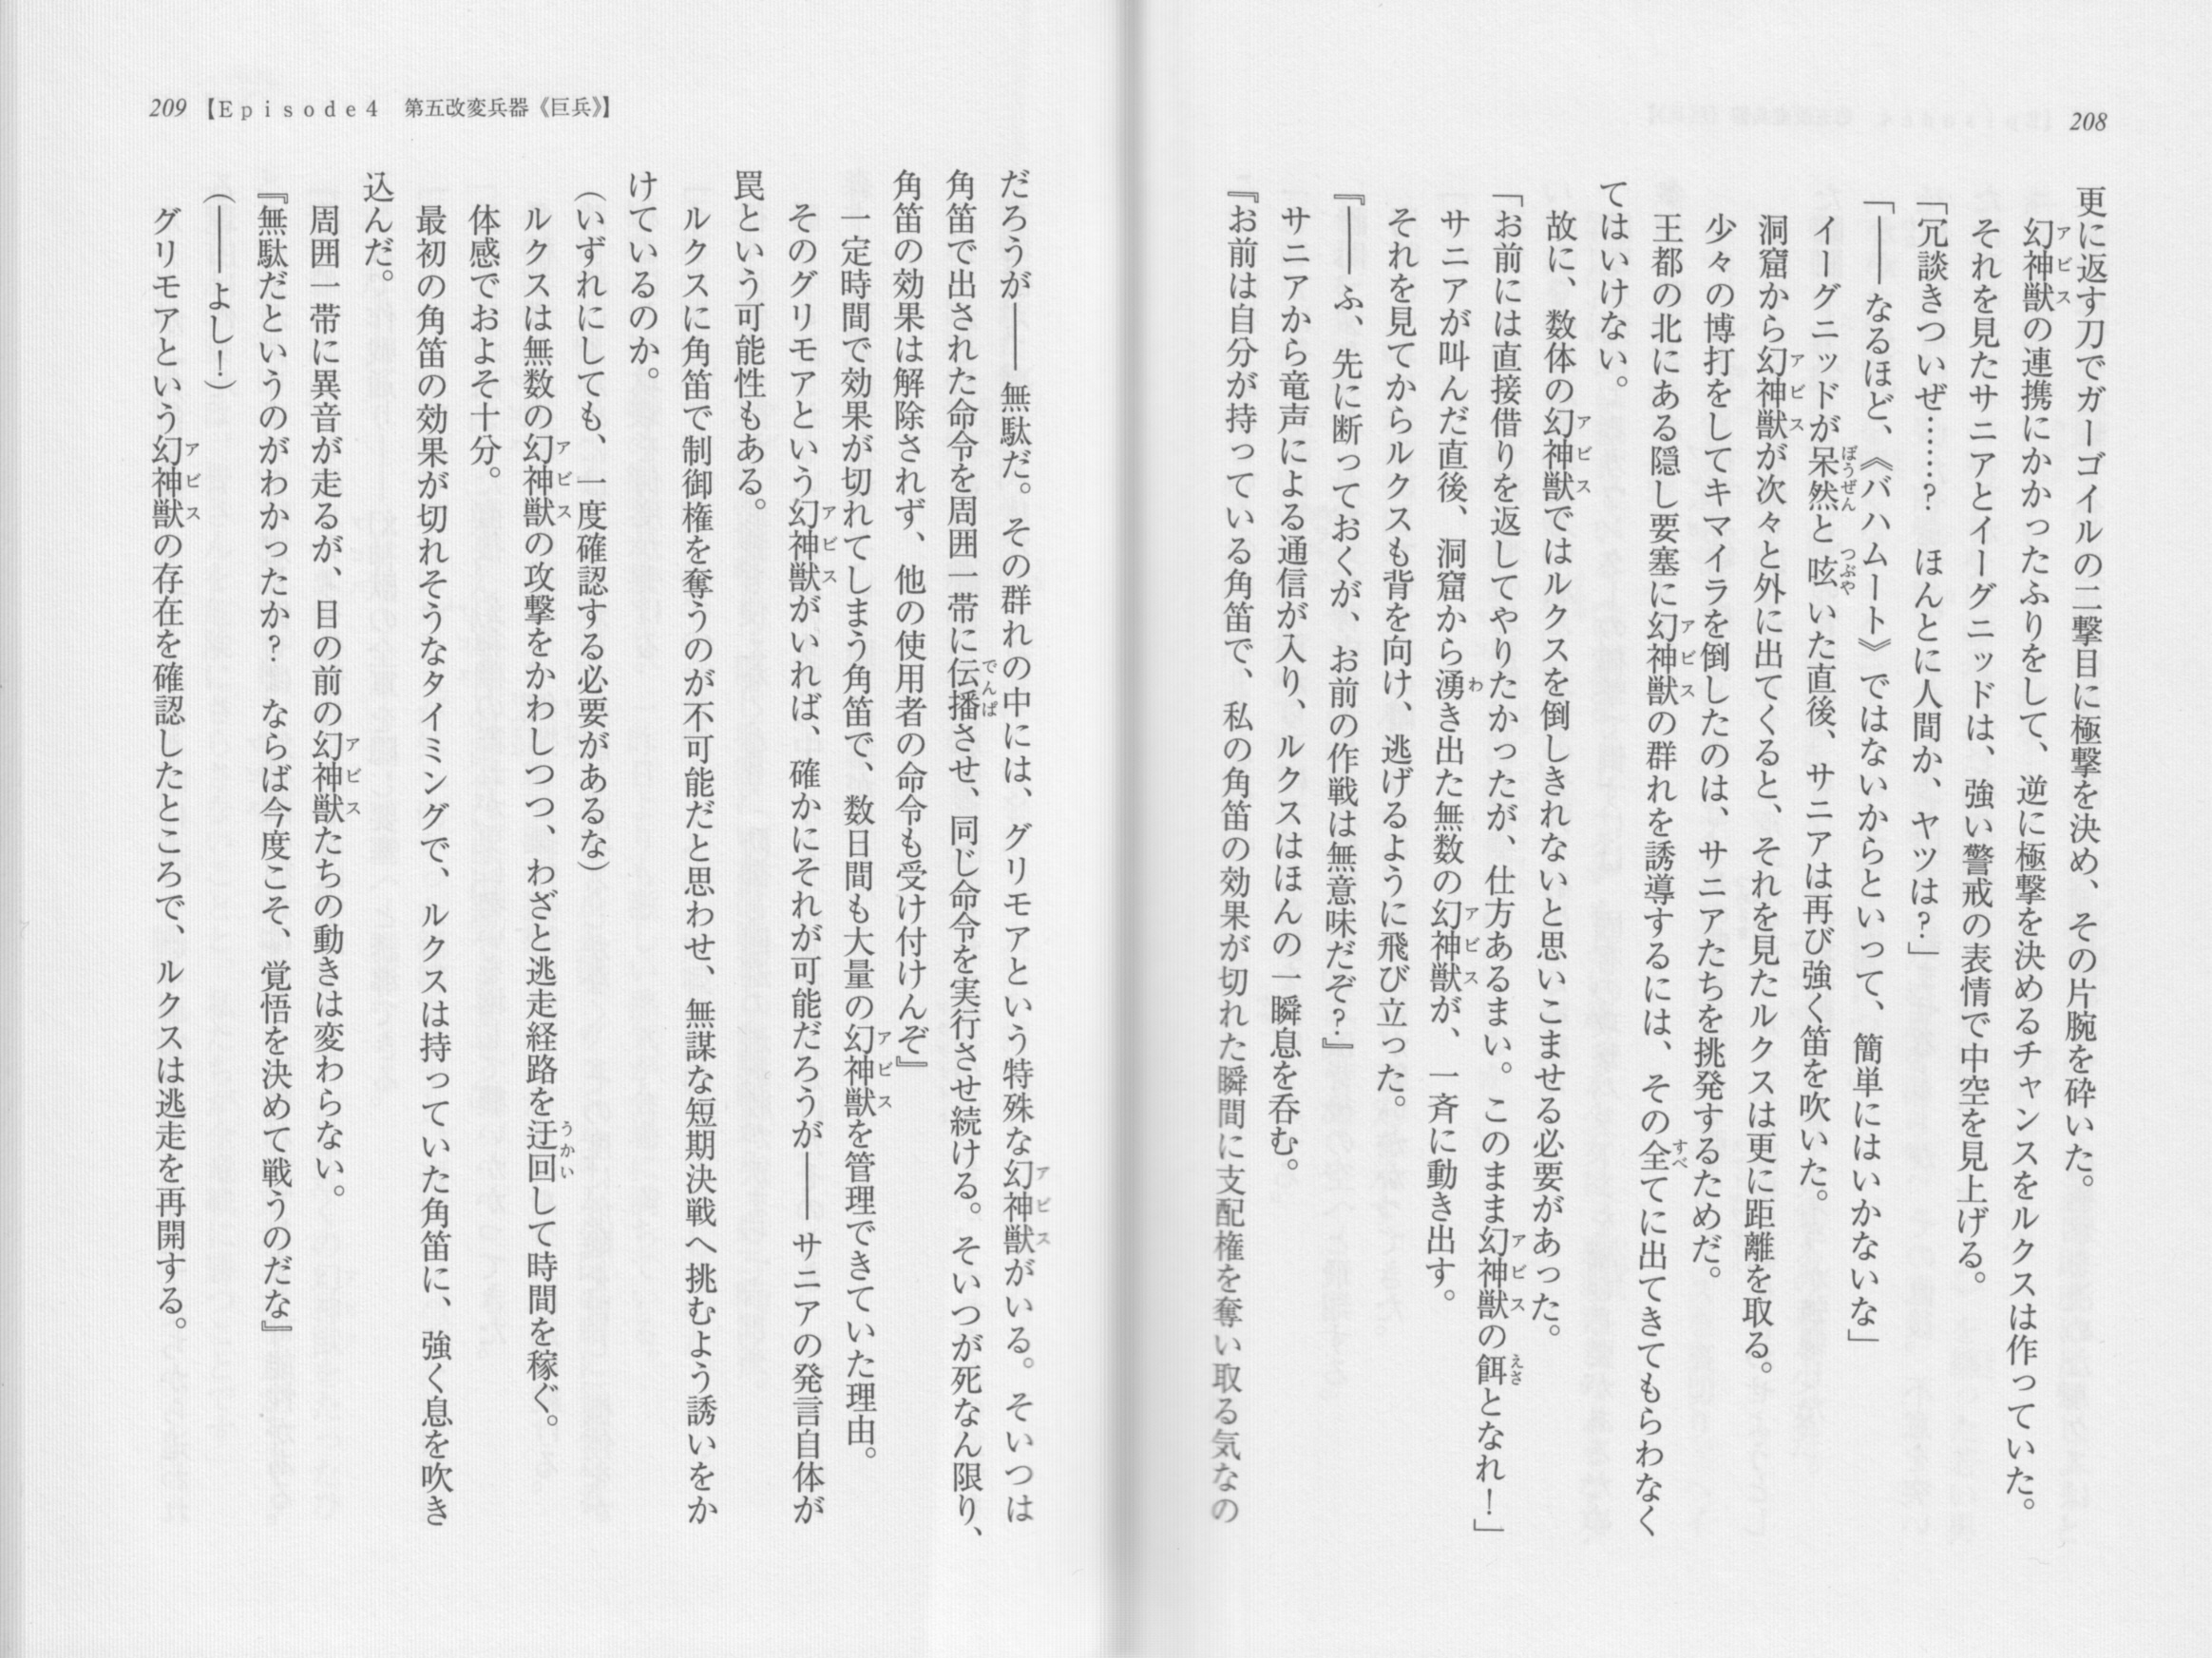 208
更に返す刀でガーゴイルの二撃目に極撃を決め、その片腕を砕いた。
幻神獣の連携にかかったふりをして、逆に極撃を決めるチャンスをルクスは作っていた。
それを見たサニアとイーグニッドは、強い警戒の表情で中空を見上げる。
「冗談きついぜ……？　ほんとに人間か、ヤツは？」
「――なるほど、《バハムート》ではないからといって、簡単にはいかないな」
イーグニッドが呆然と呟いた直後、サニアは再び強く笛を吹いた。
洞窟から幻神獣が次々と外に出てくると、それを見たルクスは更に距離を取る。
少々の博打をしてキマイラを倒したのは、サニアたちを挑発するためだ。
王都の北にある隠し要塞に幻神獣の群れを誘導するには、その全てに出てきてもらわなく
てはいけない。
故に、数体の幻神獣ではルクスを倒しきれないと思いこませる必要があった。
「お前には直接借りを返してやりたかったが、仕方あるまい。このまま幻神獣の餌となれ！」
サニアが叫んだ直後、洞窟から湧き出た無数の幻神獣が、一斉に動き出す。
それを見てからルクスも背を向け、逃げるように飛び立った。
『――ふ、先に断っておくが、お前の作戦は無意味だぞ？』
サニアから竜声による通信が入り、ルクスはほんの一瞬息を呑む。
『お前は自分が持っている角笛で、私の角笛の効果が切れた瞬間に支配権を奪い取る気なの
209【Episode4　第五改変兵器《巨兵》】
だろうが――無駄だ。その群れの中には、グリモアという特殊な幻神獣がいる。そいつは
角笛で出された命令を周囲一帯に伝播させ、同じ命令を実行させ続ける。そいつが死なん限り、
角笛の効果は解除されず、他の使用者の命令も受け付けんぞ』
一定時間で効果が切れてしまう角笛で、数日間も大量の幻神獣を管理できていた理由。
そのグリモアという幻神獣がいれば、確かにそれが可能だろうが――サニアの発言自体が
罠という可能性もある。
ルクスに角笛で制御権を奪うのが不可能だと思わせ、無謀な短期決戦へ挑むよう誘いをか
けているのか。
（いずれにしても、一度確認する必要があるな）
ルクスは無数の幻神獣の攻撃をかわしつつ、わざと逃走経路を迂回して時間を稼ぐ。
体感でおよそ十分。
最初の角笛の効果が切れそうなタイミングで、ルクスは持っていた角笛に、強く息を吹き
込んだ。
周囲一帯に異音が走るが、目の前の幻神獣たちの動きは変わらない。
『無駄だというのがわかったか？　ならば今度こそ、覚悟を決めて戦うのだな』
（――よし！）
グリモアという幻神獣の存在を確認したところで、ルクスは逃走を再開する。